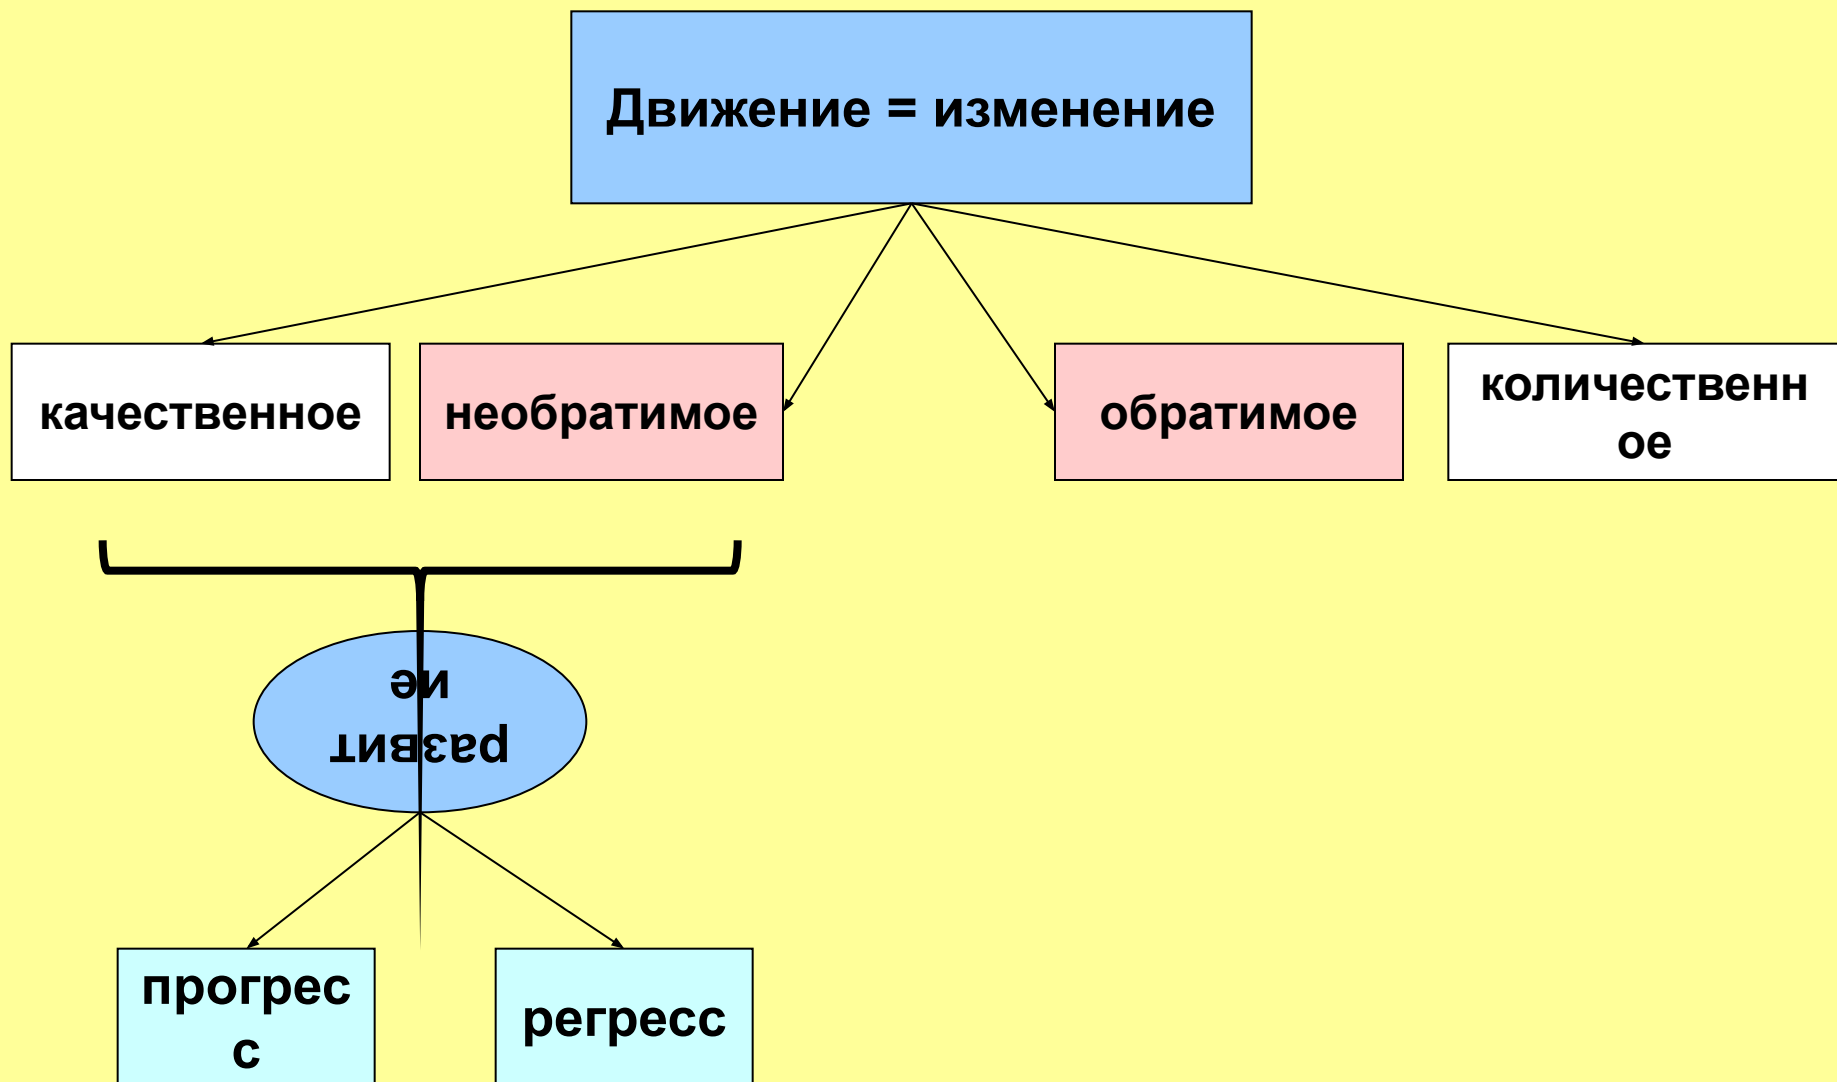 Движение = изменение
качественное
необратимое
обратимое
количественн
ое
развит
ие
прогрес
с
регресс